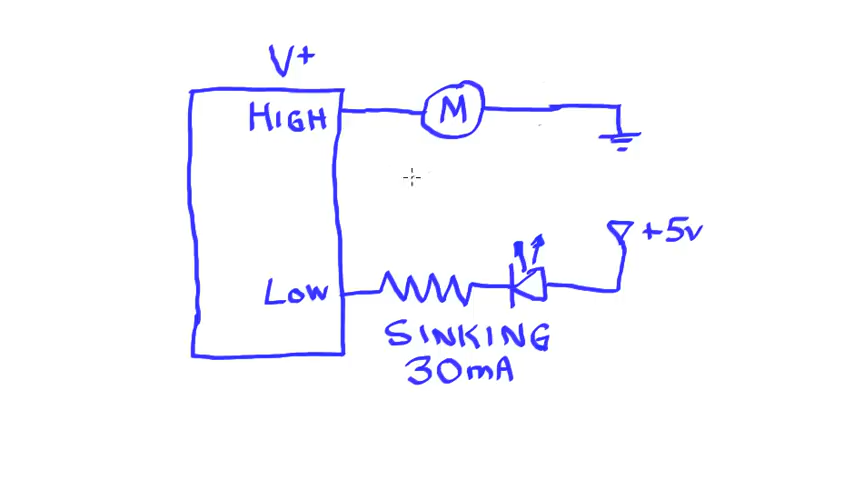 V+
HIGH
M
+5v
LOW
SINKING
30mA